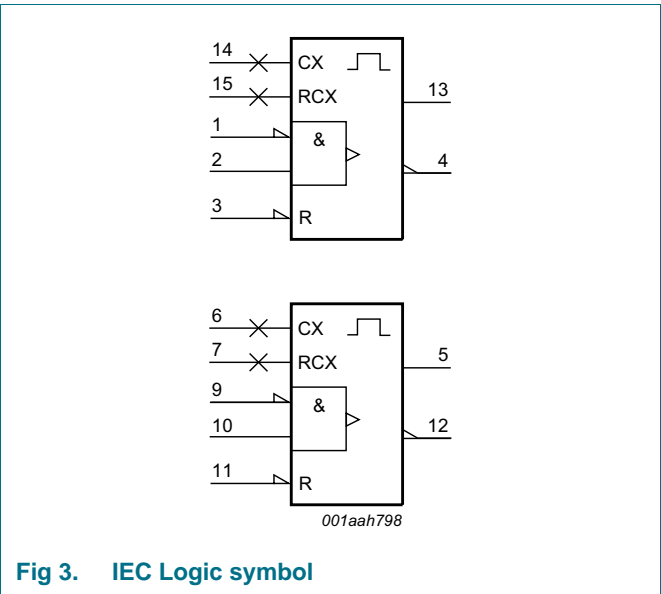 14 CX
15 RCX 13
1 &
2 4
3 R
6 CX
7 RCX 5
9 &
10 12
11 R
001aah798
Fig 3. IEC Logic symbol